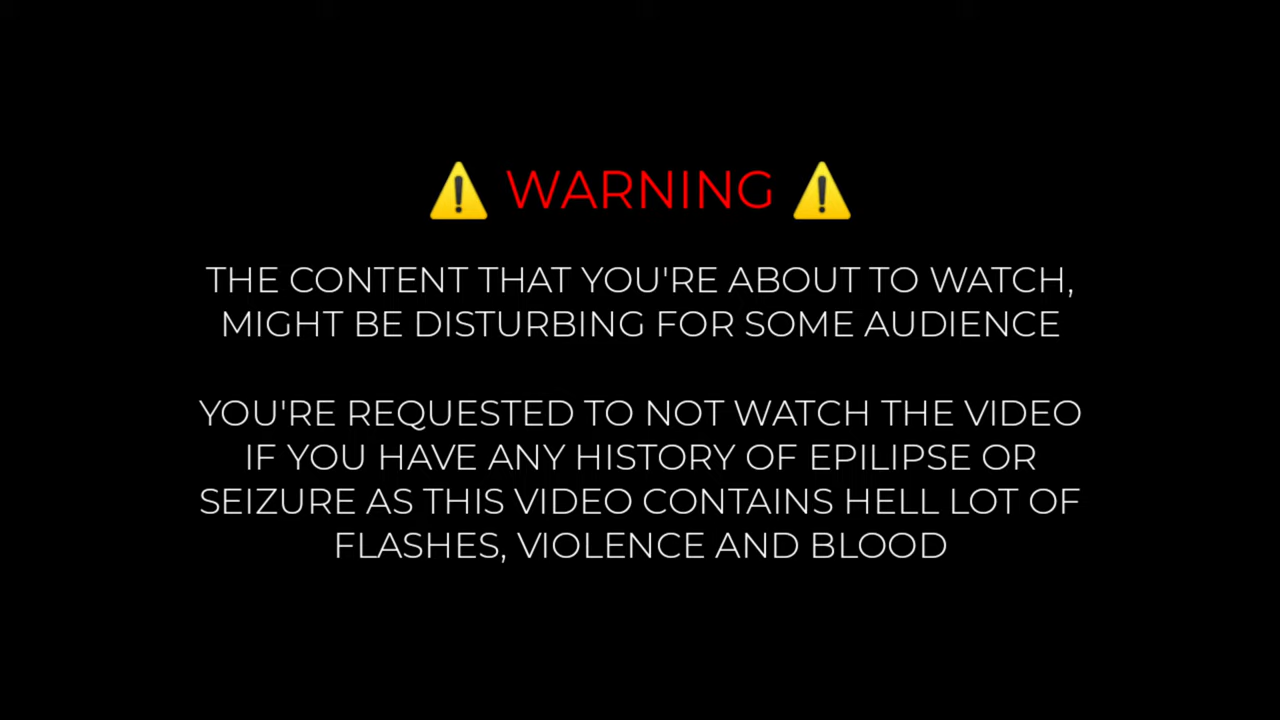 ⚠️ WARNING ⚠️
THE CONTENT THAT YOU'RE ABOUT TO WATCH,
MIGHT BE DISTURBING FOR SOME AUDIENCE
YOU'RE REQUESTED TO NOT WATCH THE VIDEO
IF YOU HAVE ANY HISTORY OF EPILIPSE OR
SEIZURE AS THIS VIDEO CONTAINS HELL LOT OF
FLASHES, VIOLENCE AND BLOOD